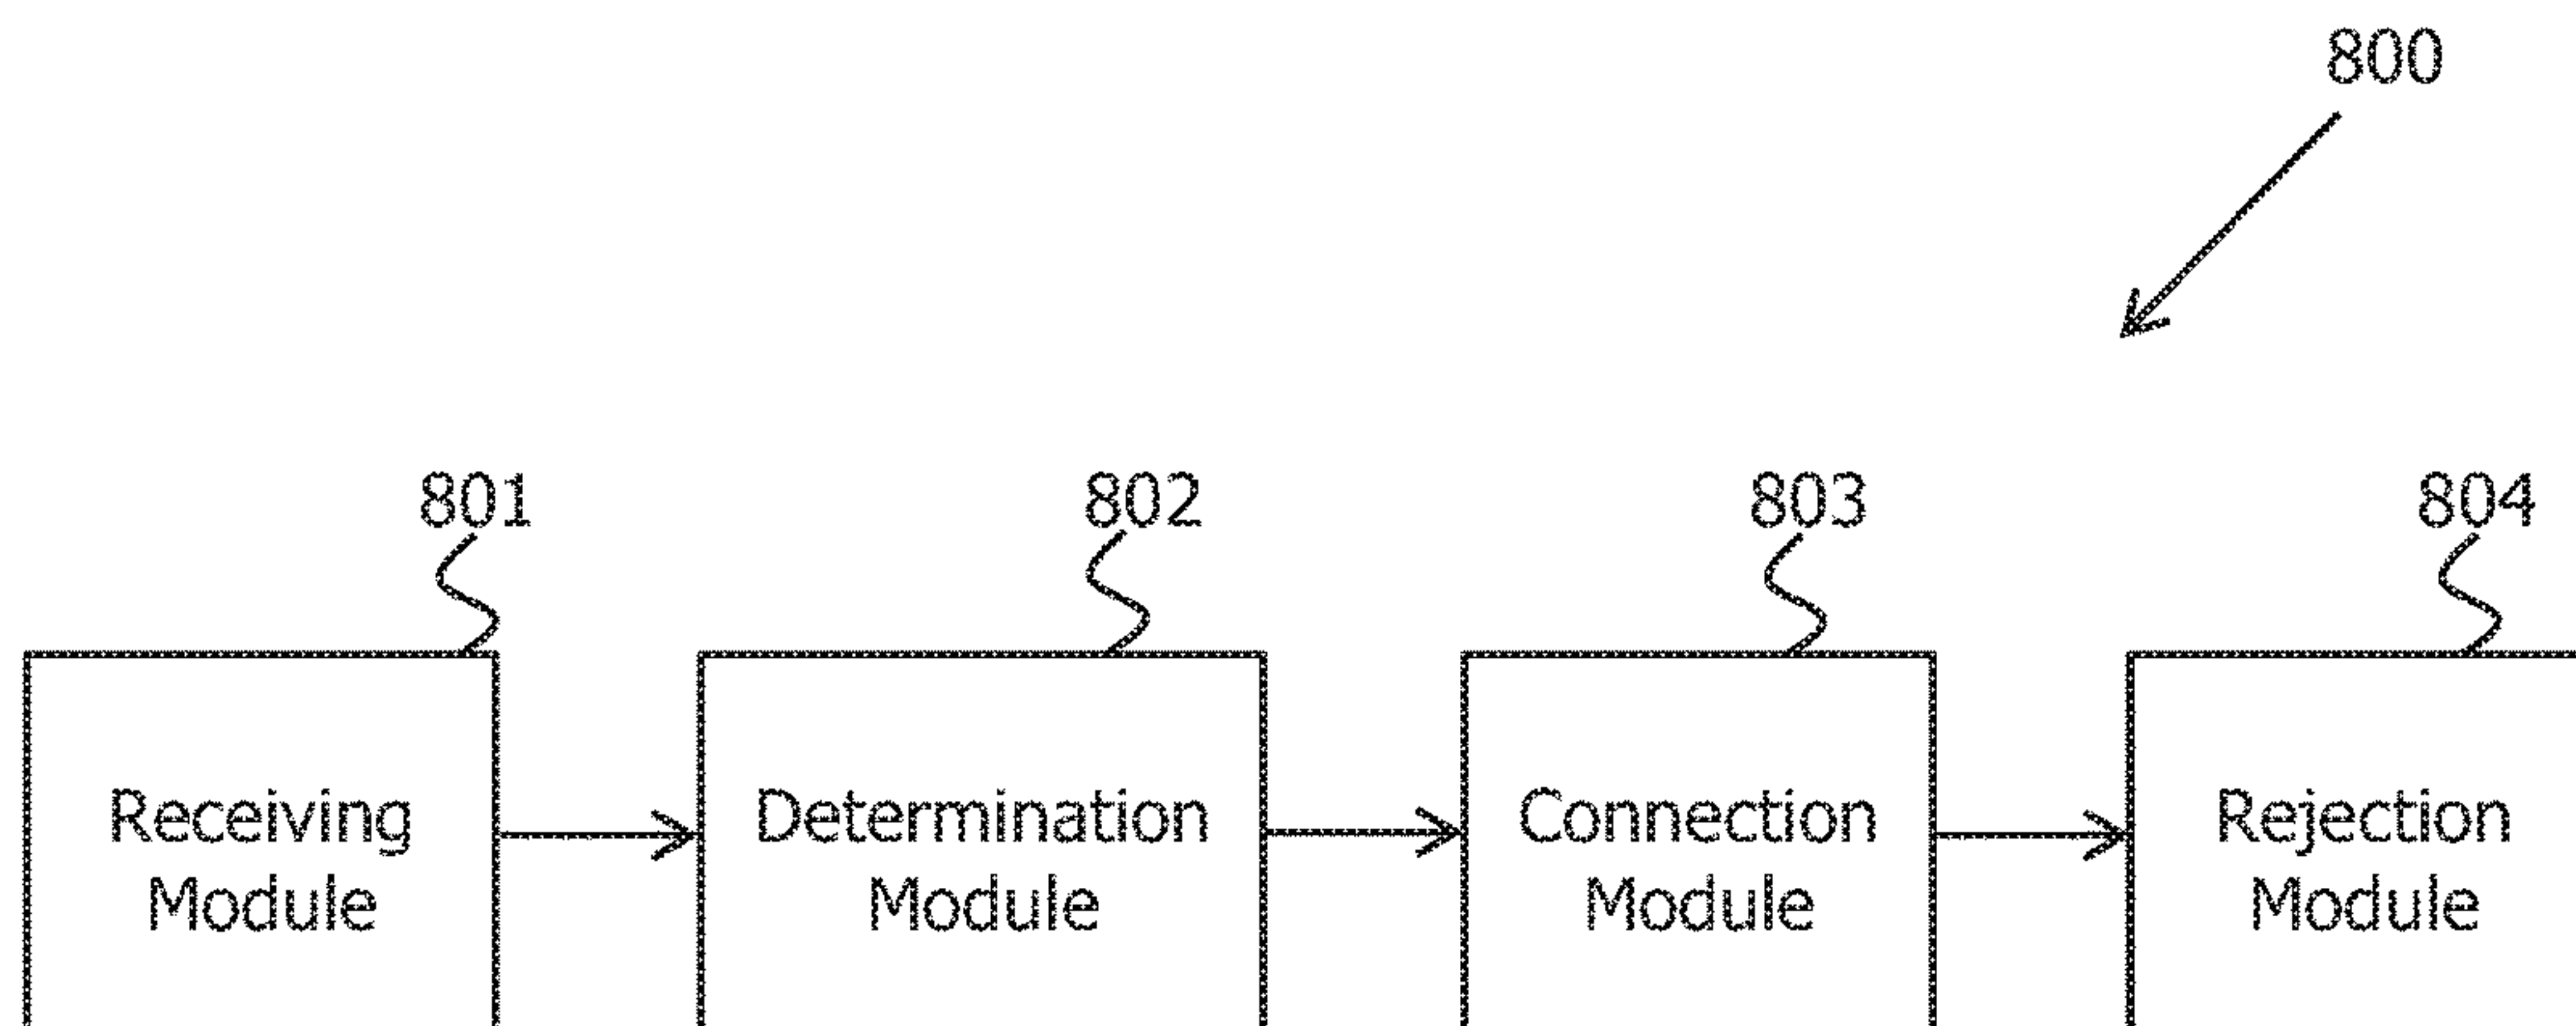 800
801
802
803
804
Receiving
Module
Determination
Module
Connection
Module
Rejection
Module